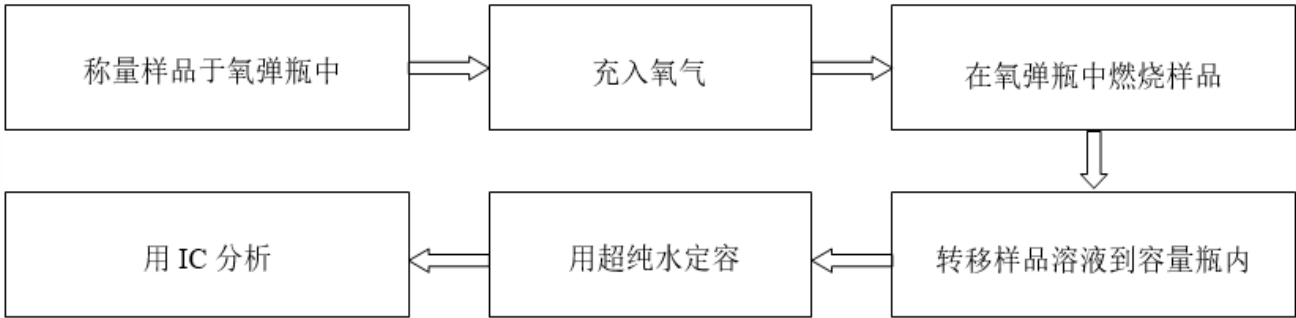 称量样品于氧弹瓶中
充入氧气
在氧弹瓶中燃烧样品
转移样品溶液到容量瓶内
用超纯水定容
用 IC 分析